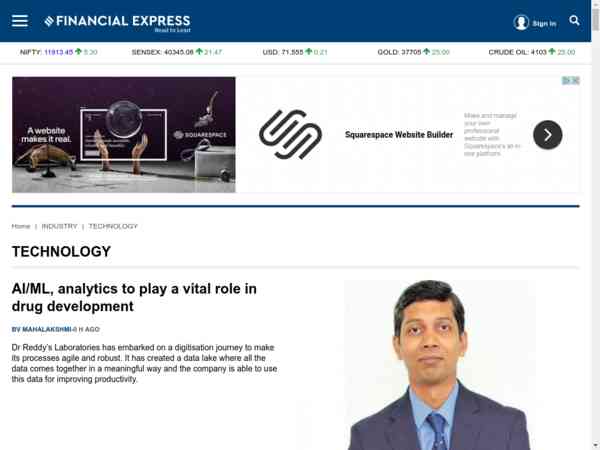 FINANCIAL EXPRESS
Read to Lead
Sign in
NIFTY: 11913.45 5.30 SENSEX: 40345.08 21.47 USD: 71.555 0.21 GOLD: 37705 25.00 CRUDE OIL: 4103 25.00
A website
makes it real.
SQUARESPACE
Squarespace Website Builder
Make and manage
your own
professional
website with
Squarespace's all-in-
one platform.
Home | INDUSTRY | TECHNOLOGY
TECHNOLOGY
AI/ML, analytics to play a vital role in
drug development
BV MAHALAKSHMI-9 H AGO
Dr Reddy's Laboratories has embarked on a digitisation journey to make
its processes agile and robust. It has created a data lake where all the
data comes together in a meaningful way and the company is able to use
this data for improving productivity.